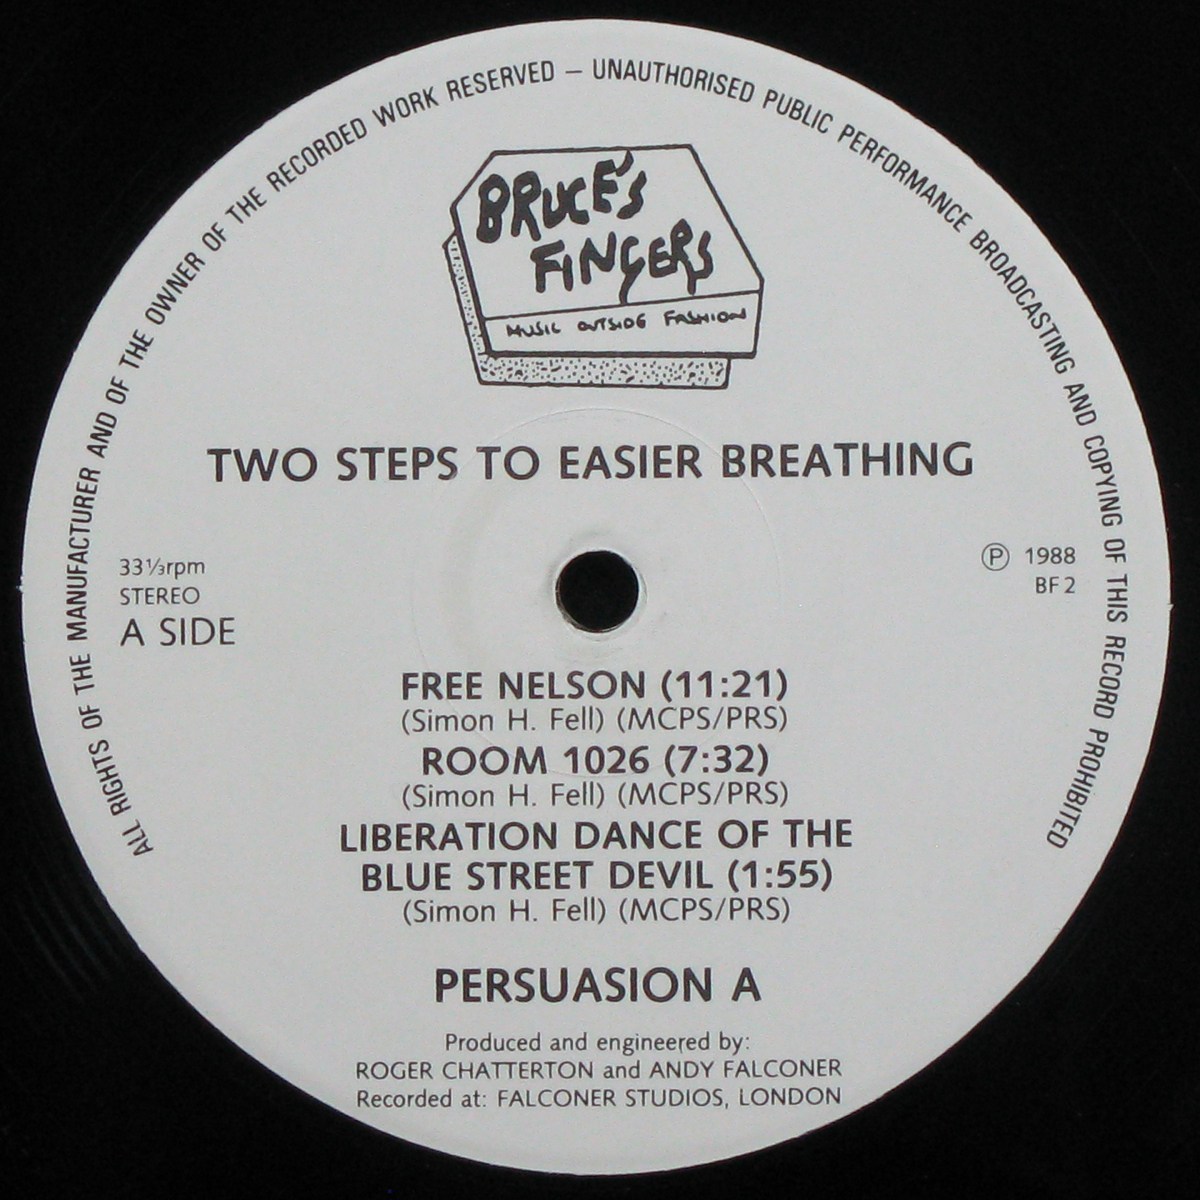 ALL RIGHTS OF THE MANUFACTURER AND OF THE OWNER OF THE RECORDED WORK RESERVED – UNAUTHORISED PUBLIC PERFORMANCE BROADCASTING AND COPYING OF THIS RECORD PROHIBITED
BRUCE'S
FINGERS
MUSIC OUTSIDE FASHION
TWO STEPS TO EASIER BREATHING
33⅓rpm
STEREO
A SIDE
Ⓟ 1988
BF 2
FREE NELSON (11:21)
(Simon H. Fell) (MCPS/PRS)
ROOM 1026 (7:32)
(Simon H. Fell) (MCPS/PRS)
LIBERATION DANCE OF THE
BLUE STREET DEVIL (1:55)
(Simon H. Fell) (MCPS/PRS)
PERSUASION A
Produced and engineered by:
ROGER CHATTERTON and ANDY FALCONER
Recorded at: FALCONER STUDIOS, LONDON